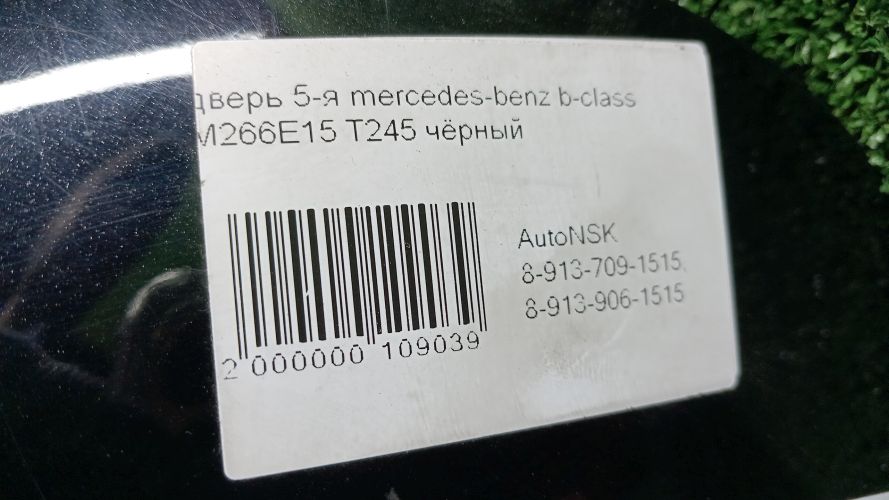 дверь 5-я mercedes-benz b-class
M266E15 T245 чёрный
AutoNSK
8-913-709-1515,
8-913-906-1515
2 000000 109039